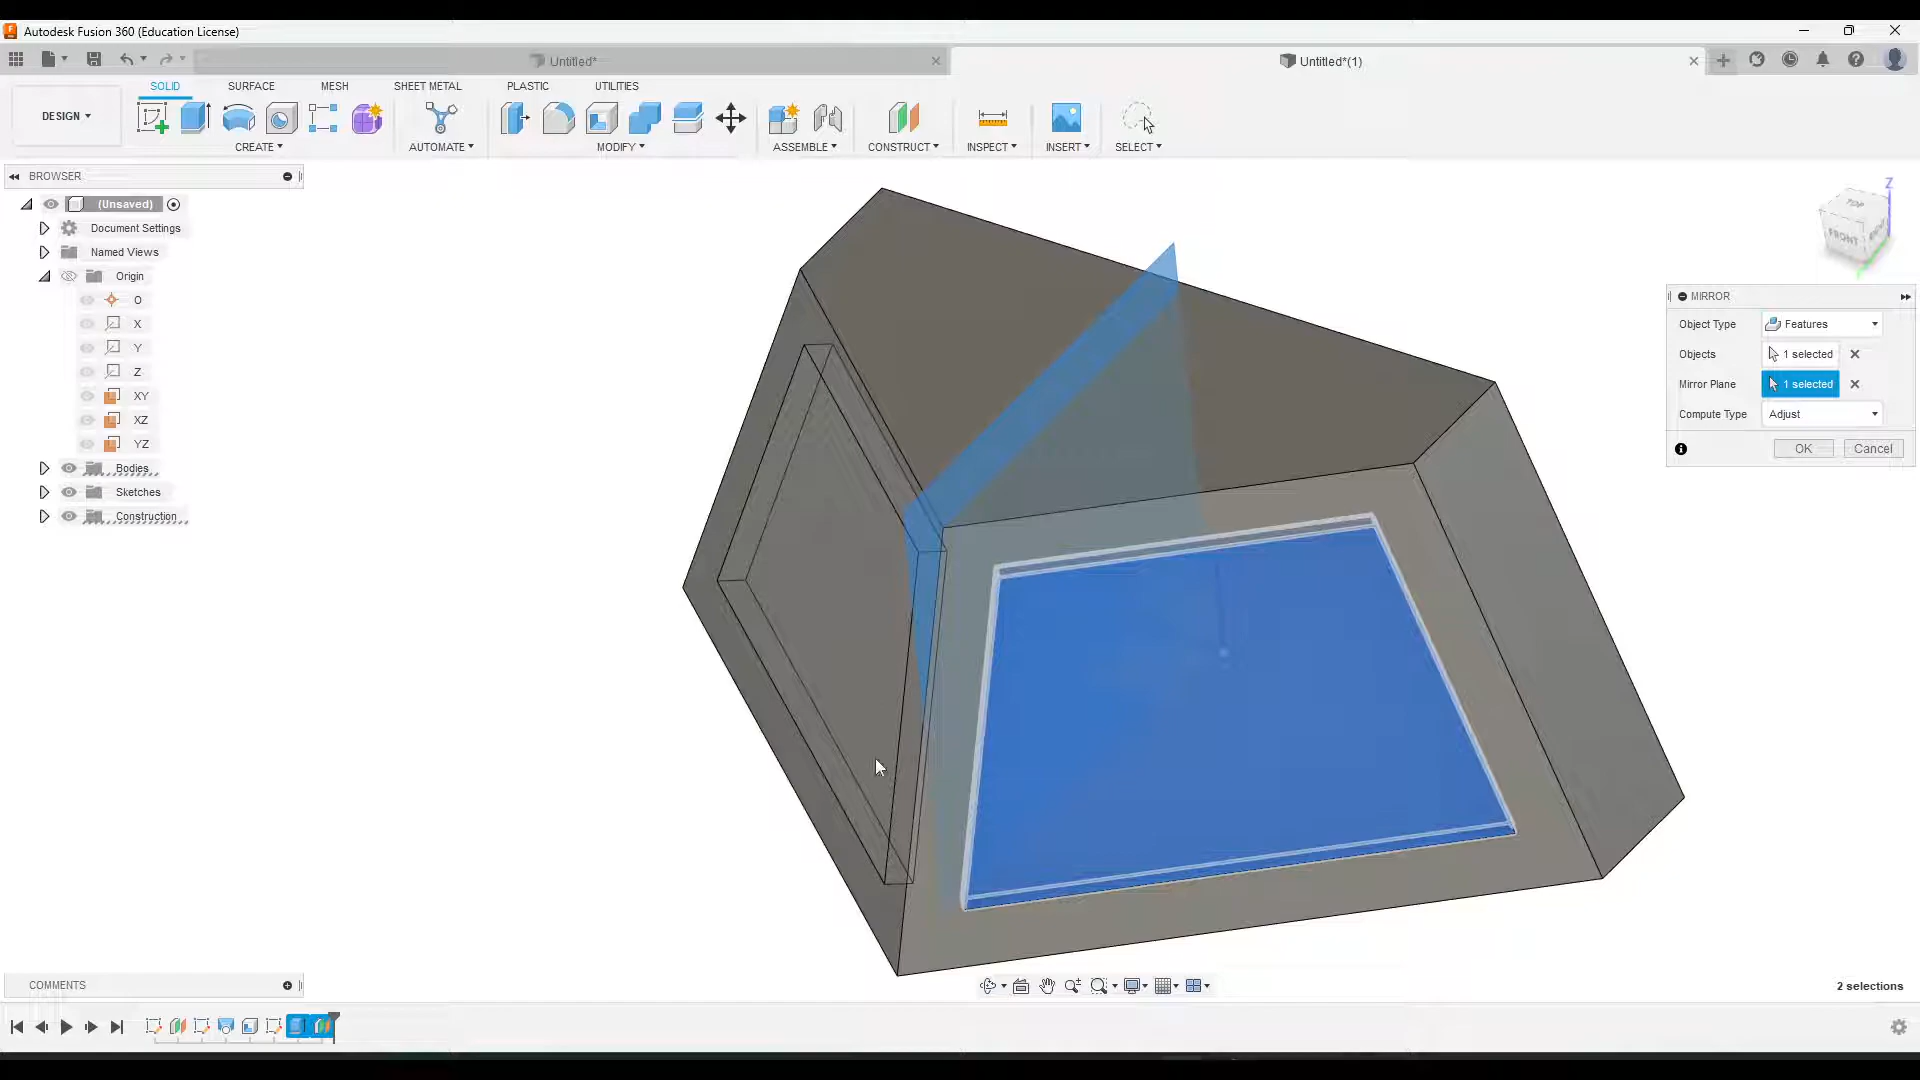 Autodesk Fusion 360 (Education License)
Untitled*
Untitled*(1)
DESIGN
SOLID
SURFACE
MESH
SHEET METAL
PLASTIC
UTILITIES
CREATE
AUTOMATE
MODIFY
ASSEMBLE
CONSTRUCT
INSPECT
INSERT
SELECT
BROWSER
(Unsaved)
Document Settings
Named Views
Origin
O
X
Y
Z
XY
XZ
YZ
Bodies
Sketches
Construction
Z
TOP
FRONT
MIRROR
Object Type
Features
Objects
1 selected
Mirror Plane
1 selected
Compute Type
Adjust
OK
Cancel
COMMENTS
2 selections